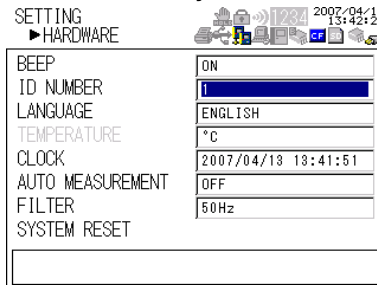 SETTING
►HARDWARE
1234
2007/04/1
13:42:2
CF
BEEP ON
ID NUMBER 1
LANGUAGE ENGLISH
TEMPERATURE °C
CLOCK 2007/04/13 13:41:51
AUTO MEASUREMENT OFF
FILTER 50Hz
SYSTEM RESET